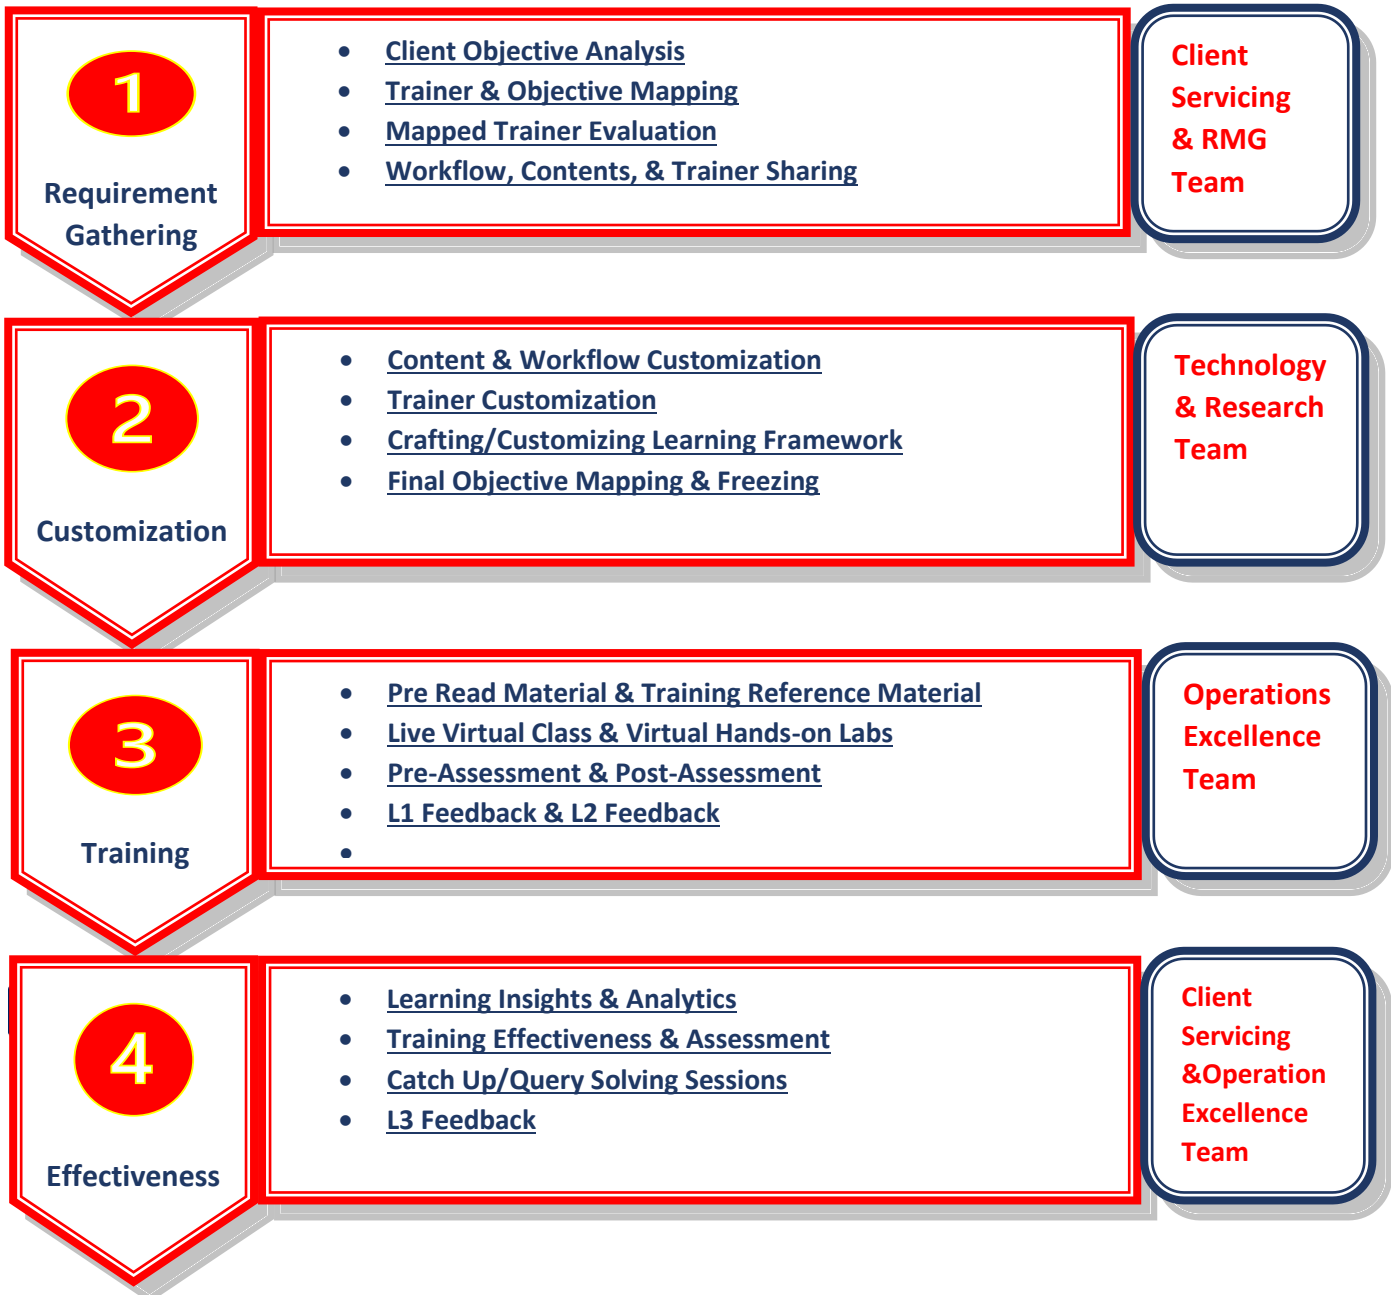 1
Requirement
Gathering
• Client Objective Analysis
• Trainer & Objective Mapping
• Mapped Trainer Evaluation
• Workflow, Contents, & Trainer Sharing
Client
Servicing
& RMG
Team
2
Customization
• Content & Workflow Customization
• Trainer Customization
• Crafting/Customizing Learning Framework
• Final Objective Mapping & Freezing
Technology
& Research
Team
3
Training
• Pre Read Material & Training Reference Material
• Live Virtual Class & Virtual Hands-on Labs
• Pre-Assessment & Post-Assessment
• L1 Feedback & L2 Feedback
•
Operations
Excellence
Team
4
Effectiveness
• Learning Insights & Analytics
• Training Effectiveness & Assessment
• Catch Up/Query Solving Sessions
• L3 Feedback
Client
Servicing
&Operation
Excellence
Team